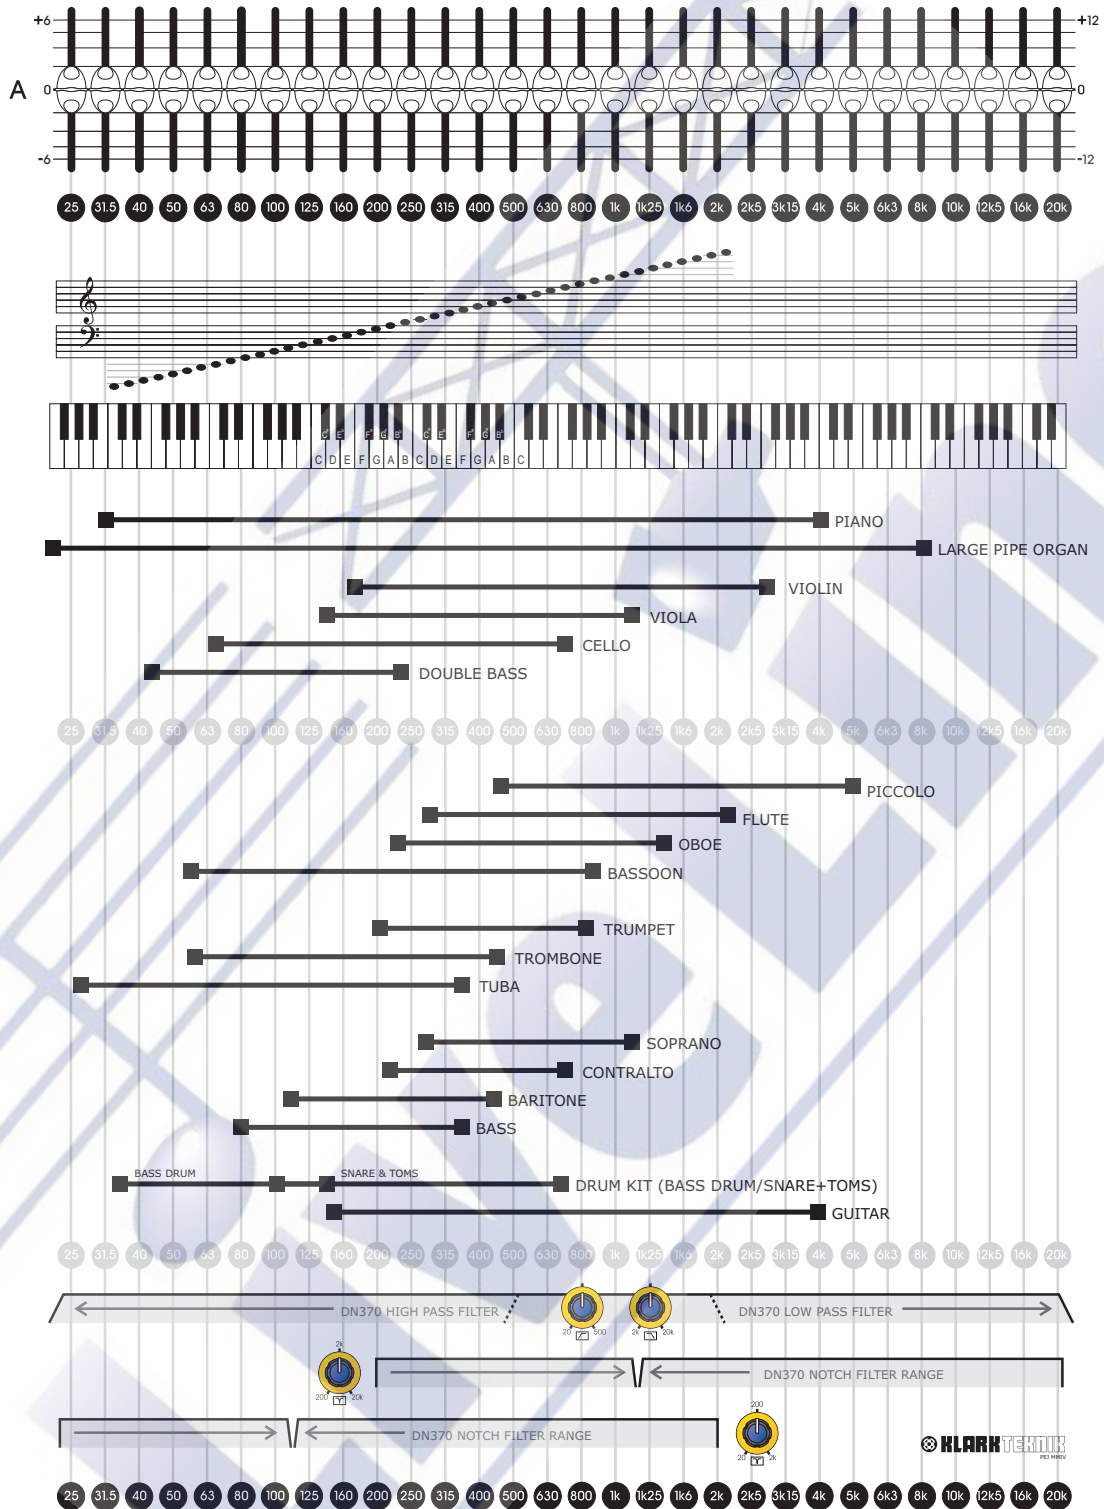 +6 +12
A 0 0
-6 -12
25 31.5 40 50 63 80 100 125 160 200 250 315 400 500 630 800 1k 1k25 1k6 2k 2k5 3k15 4k 5k 6k3 8k 10k 12k5 16k 20k
C# E♭ F# G# B♭ C# E♭ F# G# B♭
C D E F G A B C D E F G A B C
PIANO
LARGE PIPE ORGAN
VIOLIN
VIOLA
CELLO
DOUBLE BASS
25 31.5 40 50 63 80 100 125 160 200 250 315 400 500 630 800 1k 1k25 1k6 2k 2k5 3k15 4k 5k 6k3 8k 10k 12k5 16k 20k
PICCOLO
FLUTE
OBOE
BASSOON
TRUMPET
TROMBONE
TUBA
SOPRANO
CONTRALTO
BARITONE
BASS
BASS DRUM SNARE & TOMS
DRUM KIT (BASS DRUM/SNARE+TOMS)
GUITAR
25 31.5 40 50 63 80 100 125 160 200 250 315 400 500 630 800 1k 1k25 1k6 2k 2k5 3k15 4k 5k 6k3 8k 10k 12k5 16k 20k
DN370 HIGH PASS FILTER DN370 LOW PASS FILTER
20 500 2k 20k
2k
DN370 NOTCH FILTER RANGE
200 20k
200
DN370 NOTCH FILTER RANGE
KLARK TEKNIK
20 2k
PEJ MMIV
25 31.5 40 50 63 80 100 125 160 200 250 315 400 500 630 800 1k 1k25 1k6 2k 2k5 3k15 4k 5k 6k3 8k 10k 12k5 16k 20k